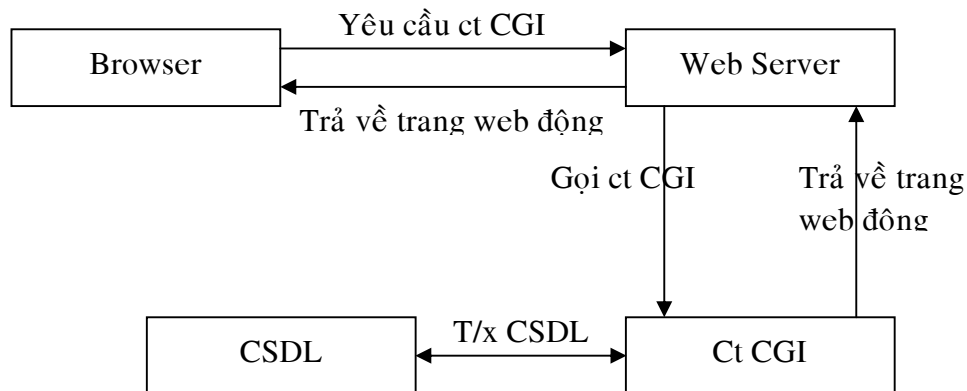 Yêu cầu ct CGI
Browser
Web Server
Trả về trang web động
Gọi ct CGI
Trả về trang
web đông
T/x CSDL
CSDL
Ct CGI